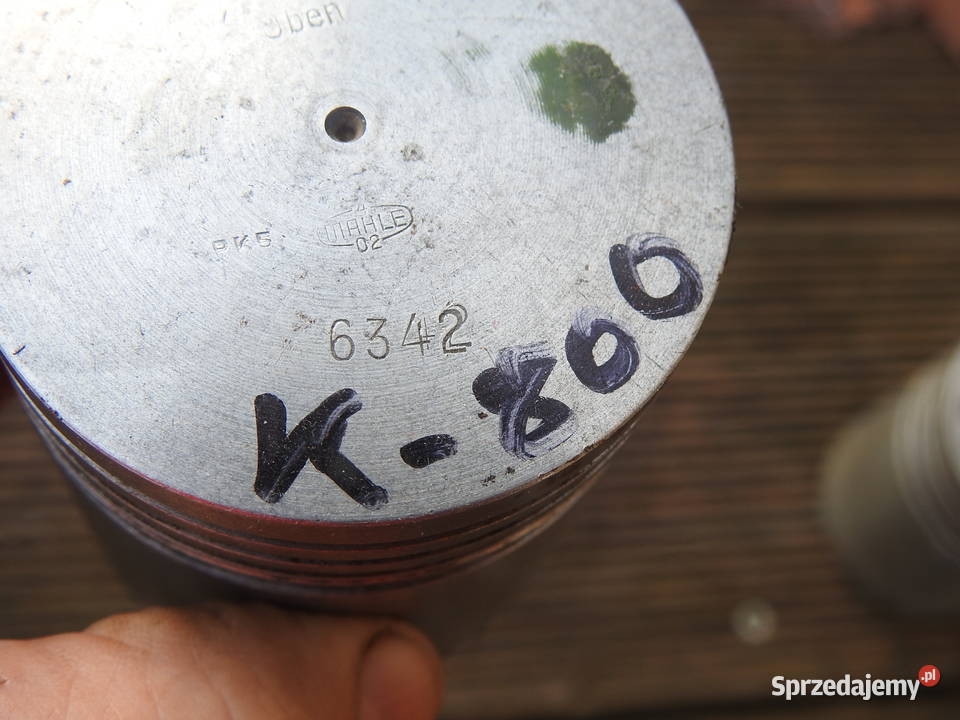 oben
PK5 MAHLE
02
6342
K-800
Sprzedajemy.pl